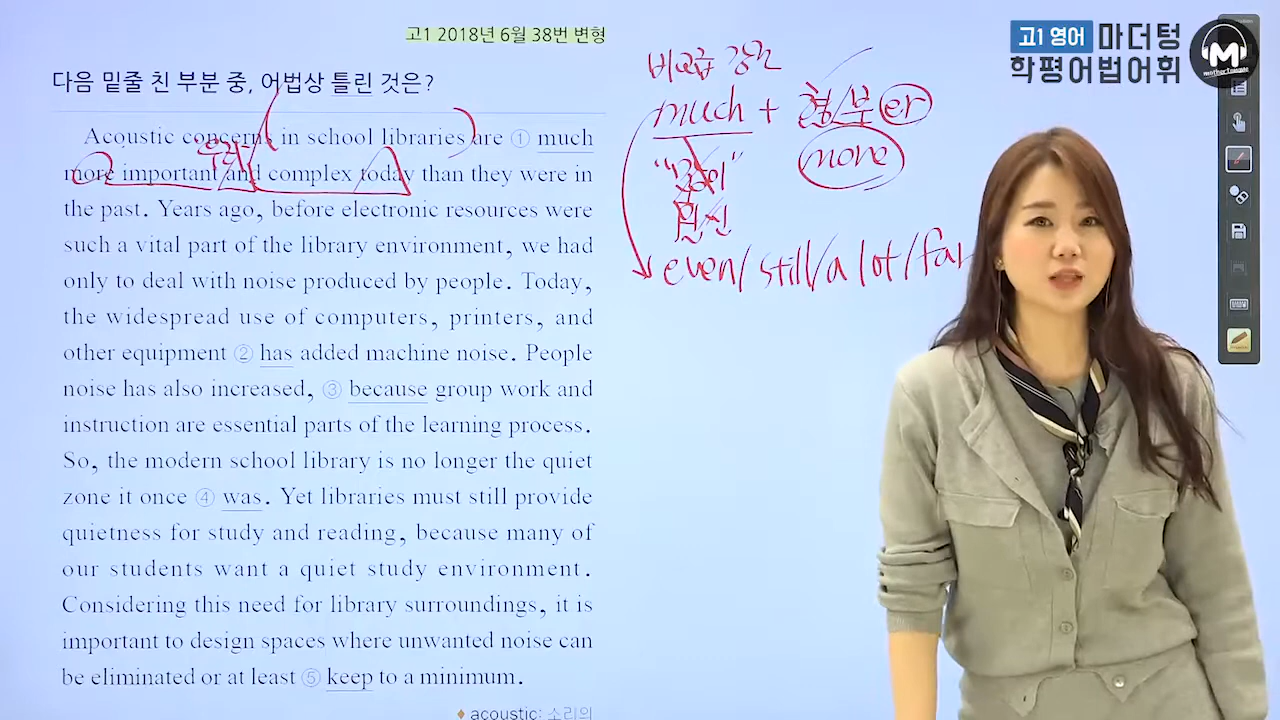 고1 2018년 6월 38번 변형
다음 밑줄 친 부분 중, 어법상 틀린 것은?
Acoustic concerns in school libraries are ① much
more important and complex today than they were in
the past. Years ago, before electronic resources were
such a vital part of the library environment, we had
only to deal with noise produced by people. Today,
the widespread use of computers, printers, and
other equipment ② has added machine noise. People
noise has also increased, ③ because group work and
instruction are essential parts of the learning process.
So, the modern school library is no longer the quiet
zone it once ④ was. Yet libraries must still provide
quietness for study and reading, because many of
our students want a quiet study environment.
Considering this need for library surroundings, it is
important to design spaces where unwanted noise can
be eliminated or at least ⑤ keep to a minimum.
acoustic: 소리의
비교급 강조
much + 형/부 er
more
훨씬
even / still / a lot / far
고1 영어 마더텅
학평어법어휘
M
mother tongue